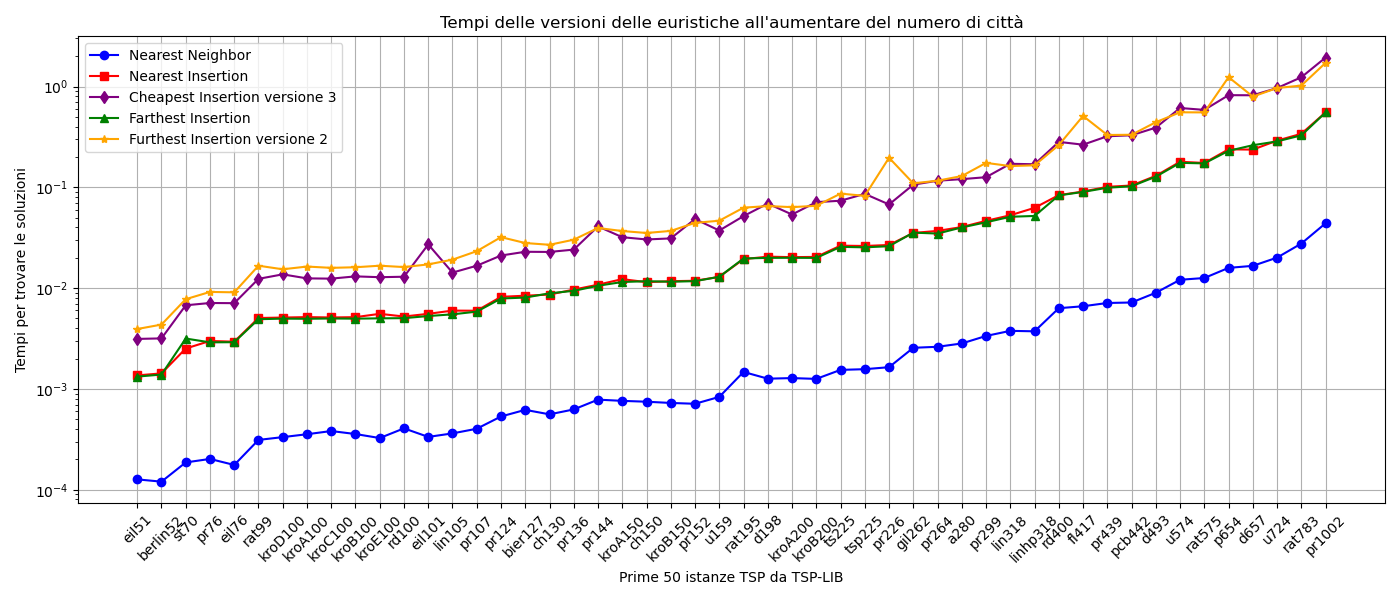 Tempi delle versioni delle euristiche all'aumentare del numero di città
Nearest Neighbor
Nearest Insertion
Cheapest Insertion versione 3
Farthest Insertion
Furthest Insertion versione 2
Tempi per trovare le soluzioni
10^0
10^-1
10^-2
10^-3
10^-4
eil51
berlin52
st70
pr76
eil76
rat99
kroD100
kroA100
kroC100
kroB100
kroE100
rd100
eil101
lin105
pr107
pr124
bier127
ch130
pr136
pr144
kroA150
ch150
kroB150
pr152
u159
rat195
d198
kroA200
kroB200
ts225
tsp225
pr226
gil262
pr264
a280
pr299
lin318
linhp318
rd400
fl417
pr439
pcb442
d493
u574
rat575
p654
d657
u724
rat783
pr1002
Prime 50 istanze TSP da TSP-LIB